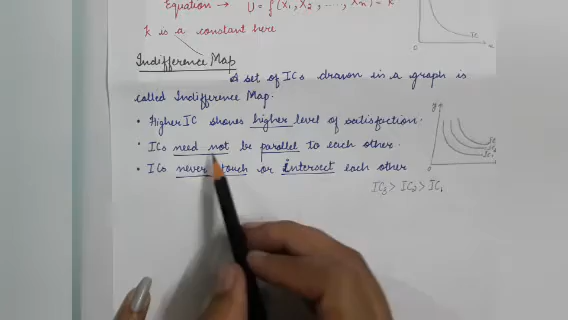 Equation → U = f(x₁, x₂, ....., xₙ) = k
k is a constant here
Indifference Map
A set of ICs drawn in a graph is
called Indifference Map.
• Higher IC shows higher level of satisfaction.
• ICs need not be parallel to each other.
• ICs never touch or intersect each other
IC₃ > IC₂ > IC₁